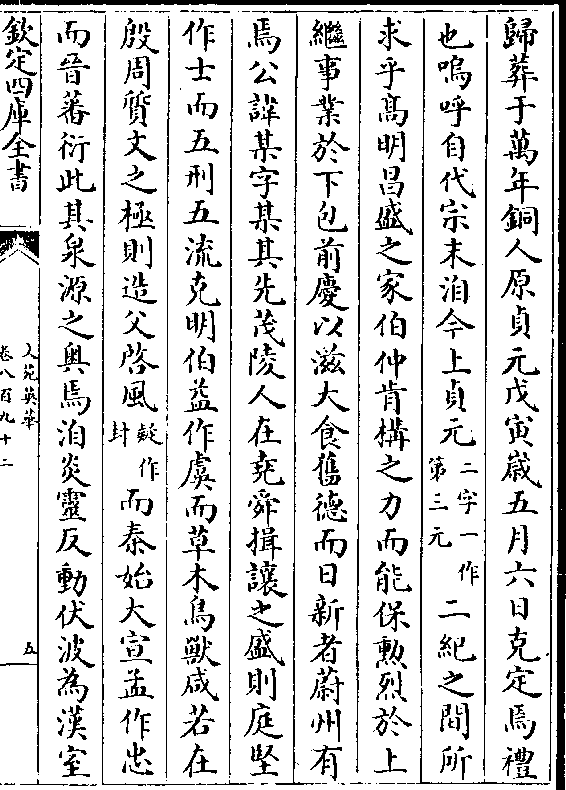 歸葬于萬年銅人原貞元戊寅嵗五月六日克定焉禮
也嗚呼自代宗末洎今上貞元二字一作第三元二紀之間所
求乎髙明昌盛之家伯仲肯構之力而能保勲烈於上
繼事業於下包前慶以滋大食舊德而日新者蔚州有
焉公諱某字某其先茂陵人在堯舜揖讓之盛則庭堅
作士而五刑五流克明伯益作虞而草木鳥獸咸若在
殷周質文之極則造父啓風疑作封而秦始大宣孟作忠
而晉蕃衍此其泉源之奥焉洎炎靈反動伏波為漢室
欽定四庫全書
文苑英華
卷八百九十二
五